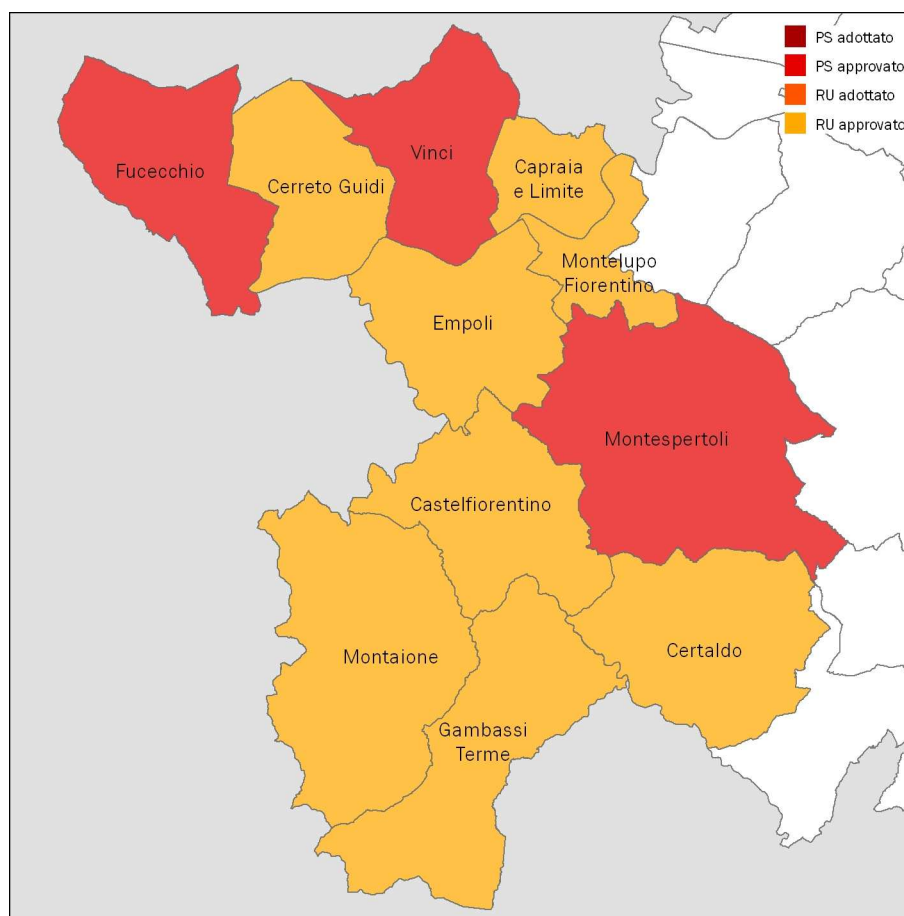 PS adottato
PS approvato
RU adottato
RU approvato
Fucecchio
Vinci
Cerreto Guidi
Capraia
e Limite
Montelupo
Fiorentino
Empoli
Montespertoli
Castelfiorentino
Montaione
Certaldo
Gambassi
Terme